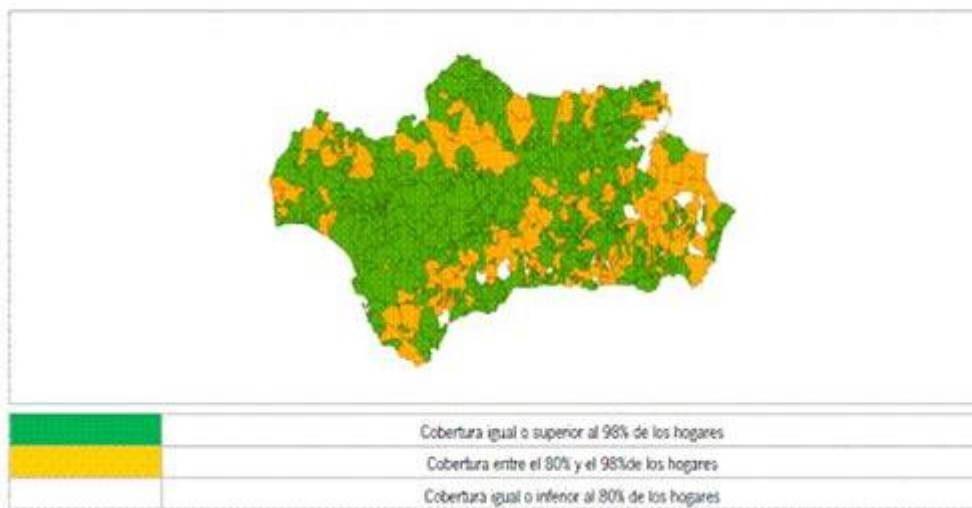 Cobertura igual o superior al 98% de los hogares
Cobertura entre el 80% y el 98%de los hogares
Cobertura igual o inferior al 80% de los hogares